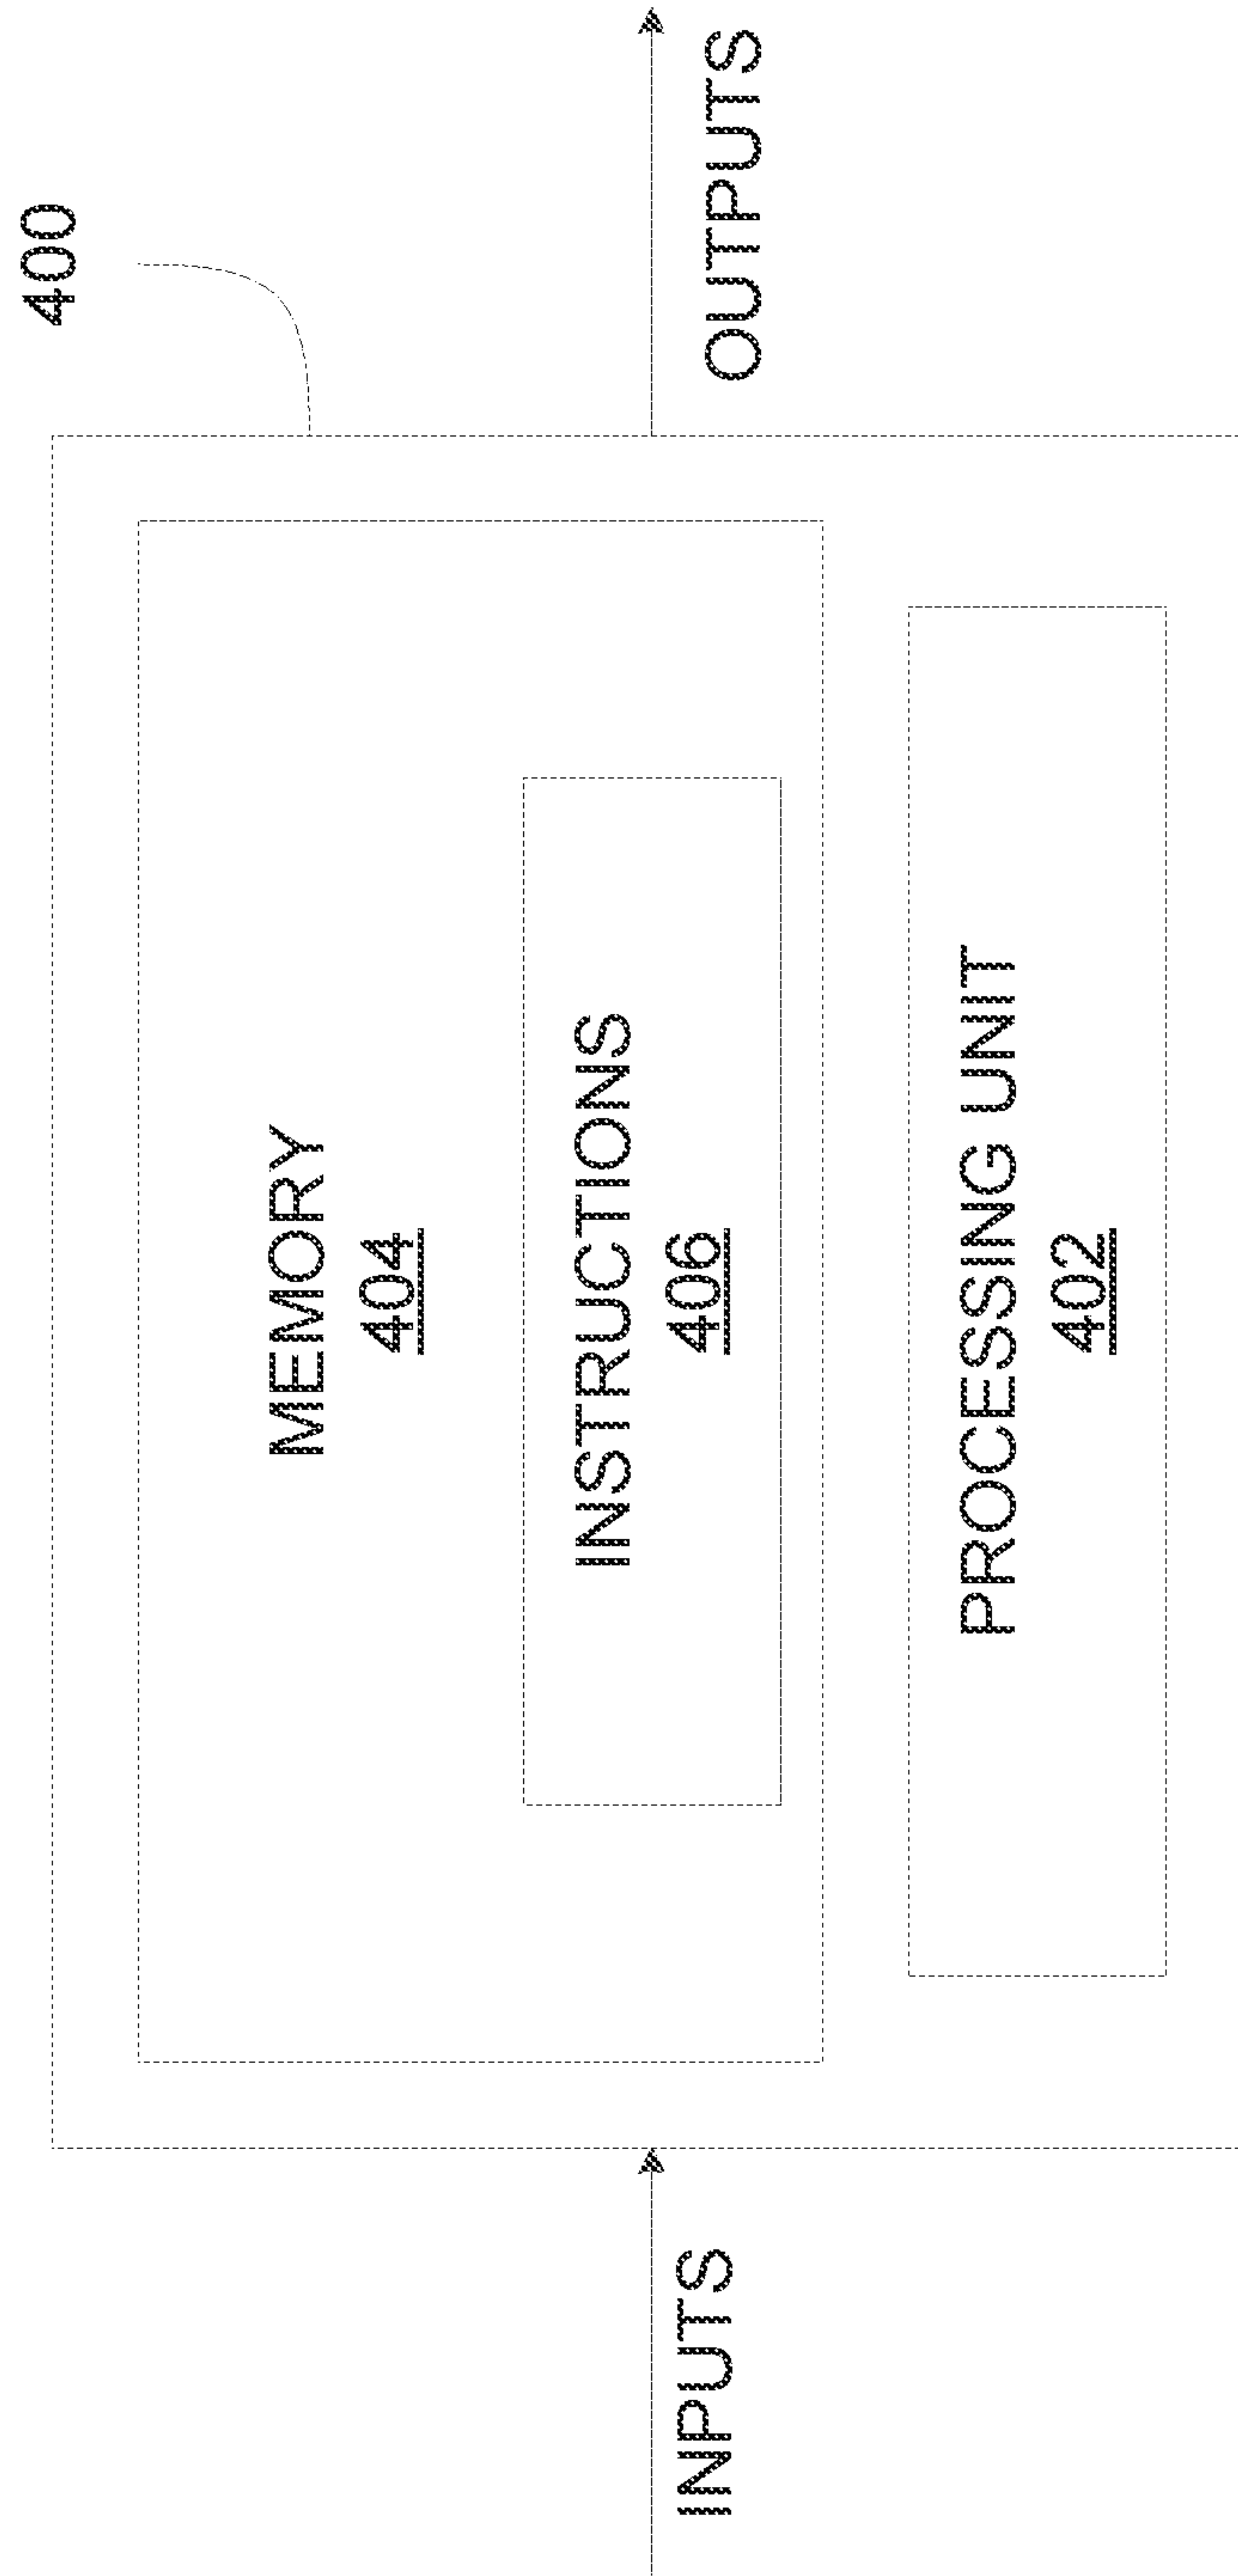 400
INPUTS
MEMORY
404
INSTRUCTIONS
406
PROCESSING UNIT
402
OUTPUTS